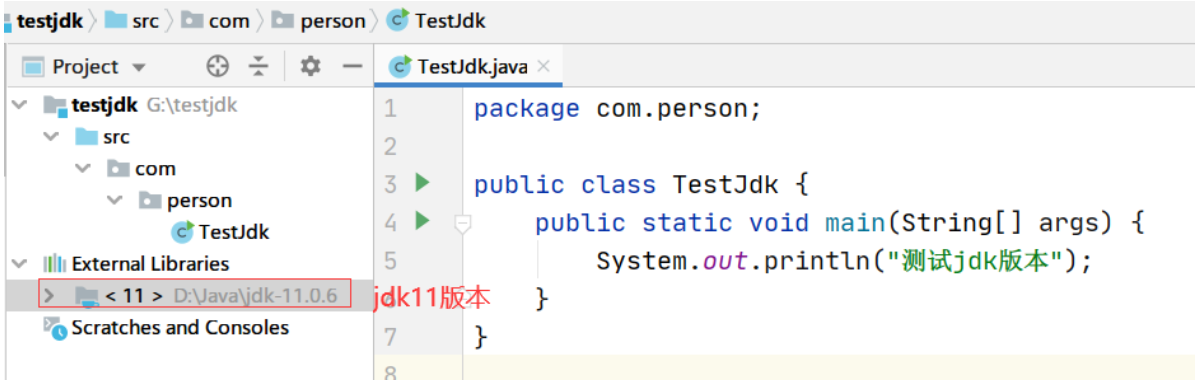 testjdk src com person TestJdk
Project
TestJdk.java
testjdk G:\testjdk
src
com
person
TestJdk
External Libraries
< 11 > D:\Java\jdk-11.0.6
jdk11版本
Scratches and Consoles
1 package com.person;
2
3 public class TestJdk {
4 public static void main(String[] args) {
5 System.out.println("测试jdk版本");
}
7 }
8